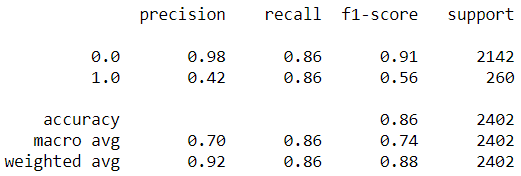 precision recall f1-score support
0.0 0.98 0.86 0.91 2142
1.0 0.42 0.86 0.56 260
accuracy 0.86 2402
macro avg 0.70 0.86 0.74 2402
weighted avg 0.92 0.86 0.88 2402